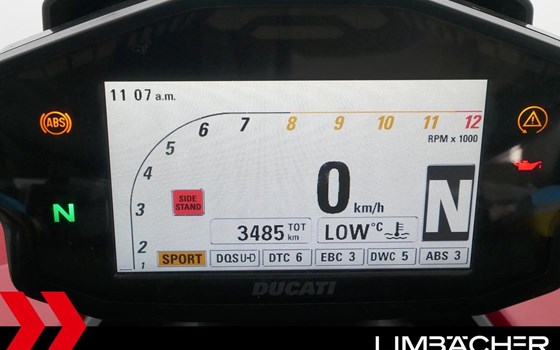 11 07 a.m.
1 2 3 4 5 6 7 8 9 10 11 12
RPM x 1000
ABS
SIDE
STAND
0 km/h
N
N
3485 TOT
km
LOW °C
SPORT DQS U-D DTC 6 EBC 3 DWC 5 ABS 3
DUCATI
LIMBÄCHER